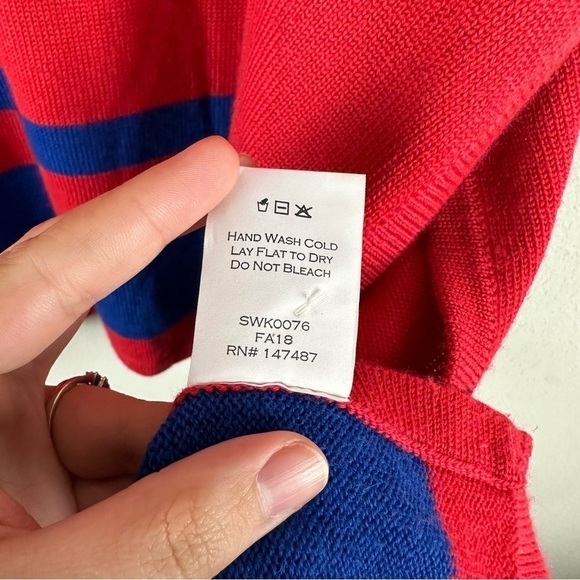 HAND WASH COLD
LAY FLAT TO DRY
DO NOT BLEACH
SWK0076
FA'18
RN# 147487